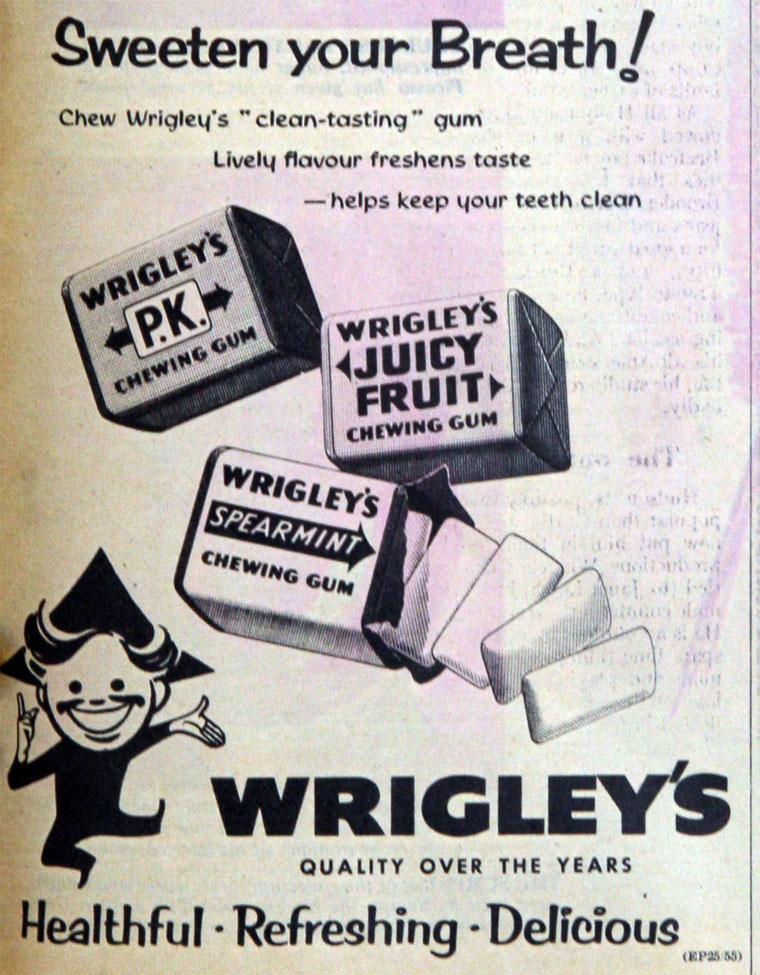 Sweeten your Breath!
Chew Wrigley's "clean-tasting" gum
Lively flavour freshens taste
— helps keep your teeth clean
WRIGLEY'S
P.K.
CHEWING GUM
WRIGLEY'S
JUICY
FRUIT
CHEWING GUM
WRIGLEY'S
SPEARMINT
CHEWING GUM
WRIGLEY'S
QUALITY OVER THE YEARS
Healthful · Refreshing · Delicious
(EP25/55)